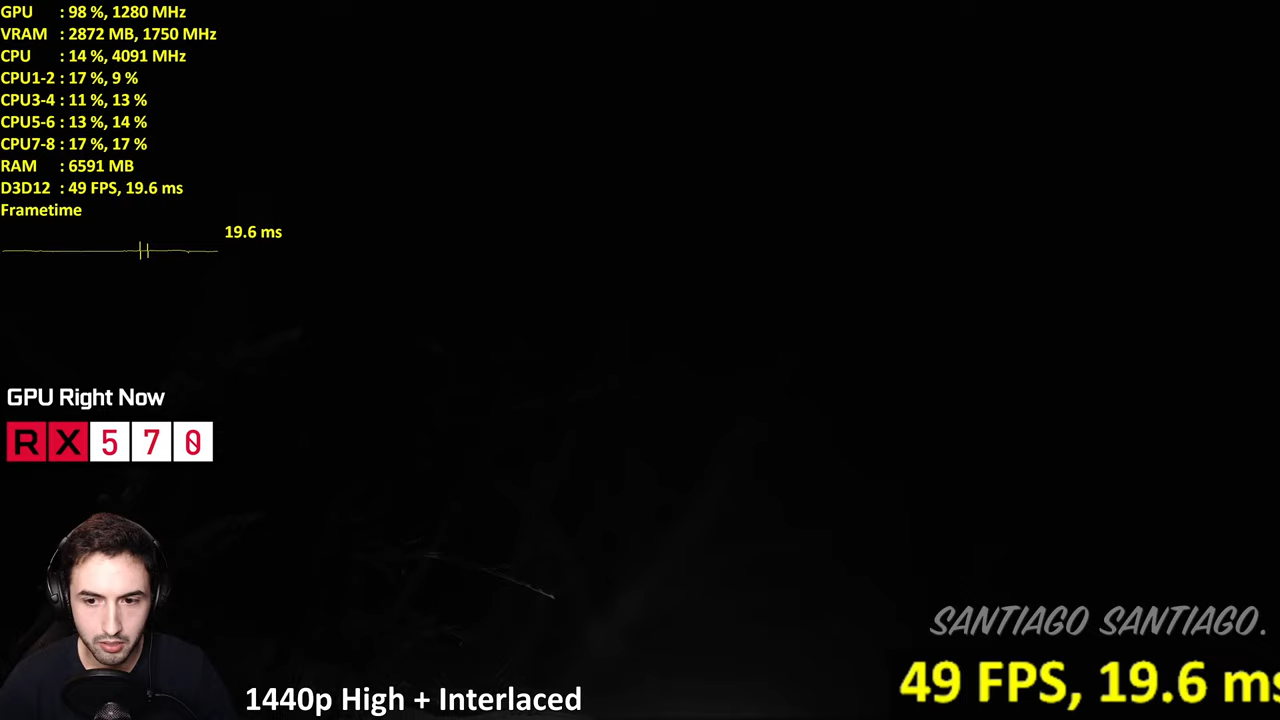 GPU : 98 %, 1280 MHz
VRAM : 2872 MB, 1750 MHz
CPU : 14 %, 4091 MHz
CPU1-2 : 17 %, 9 %
CPU3-4 : 11 %, 13 %
CPU5-6 : 13 %, 14 %
CPU7-8 : 17 %, 17 %
RAM : 6591 MB
D3D12 : 49 FPS, 19.6 ms
Frametime
19.6 ms
GPU Right Now
RX570
SANTIAGO SANTIAGO.
49 FPS, 19.6 ms
1440p High + Interlaced